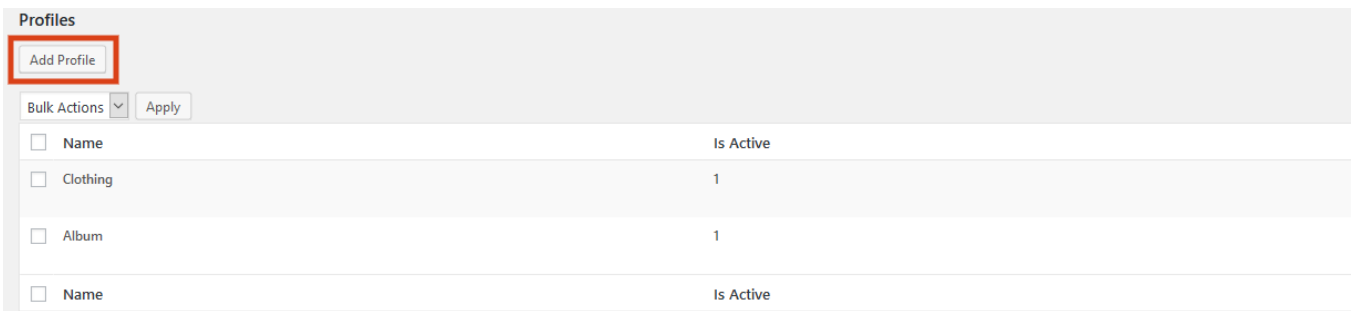 Profiles
Add Profile
Bulk Actions Apply
Name Is Active
Clothing 1
Album 1
Name Is Active